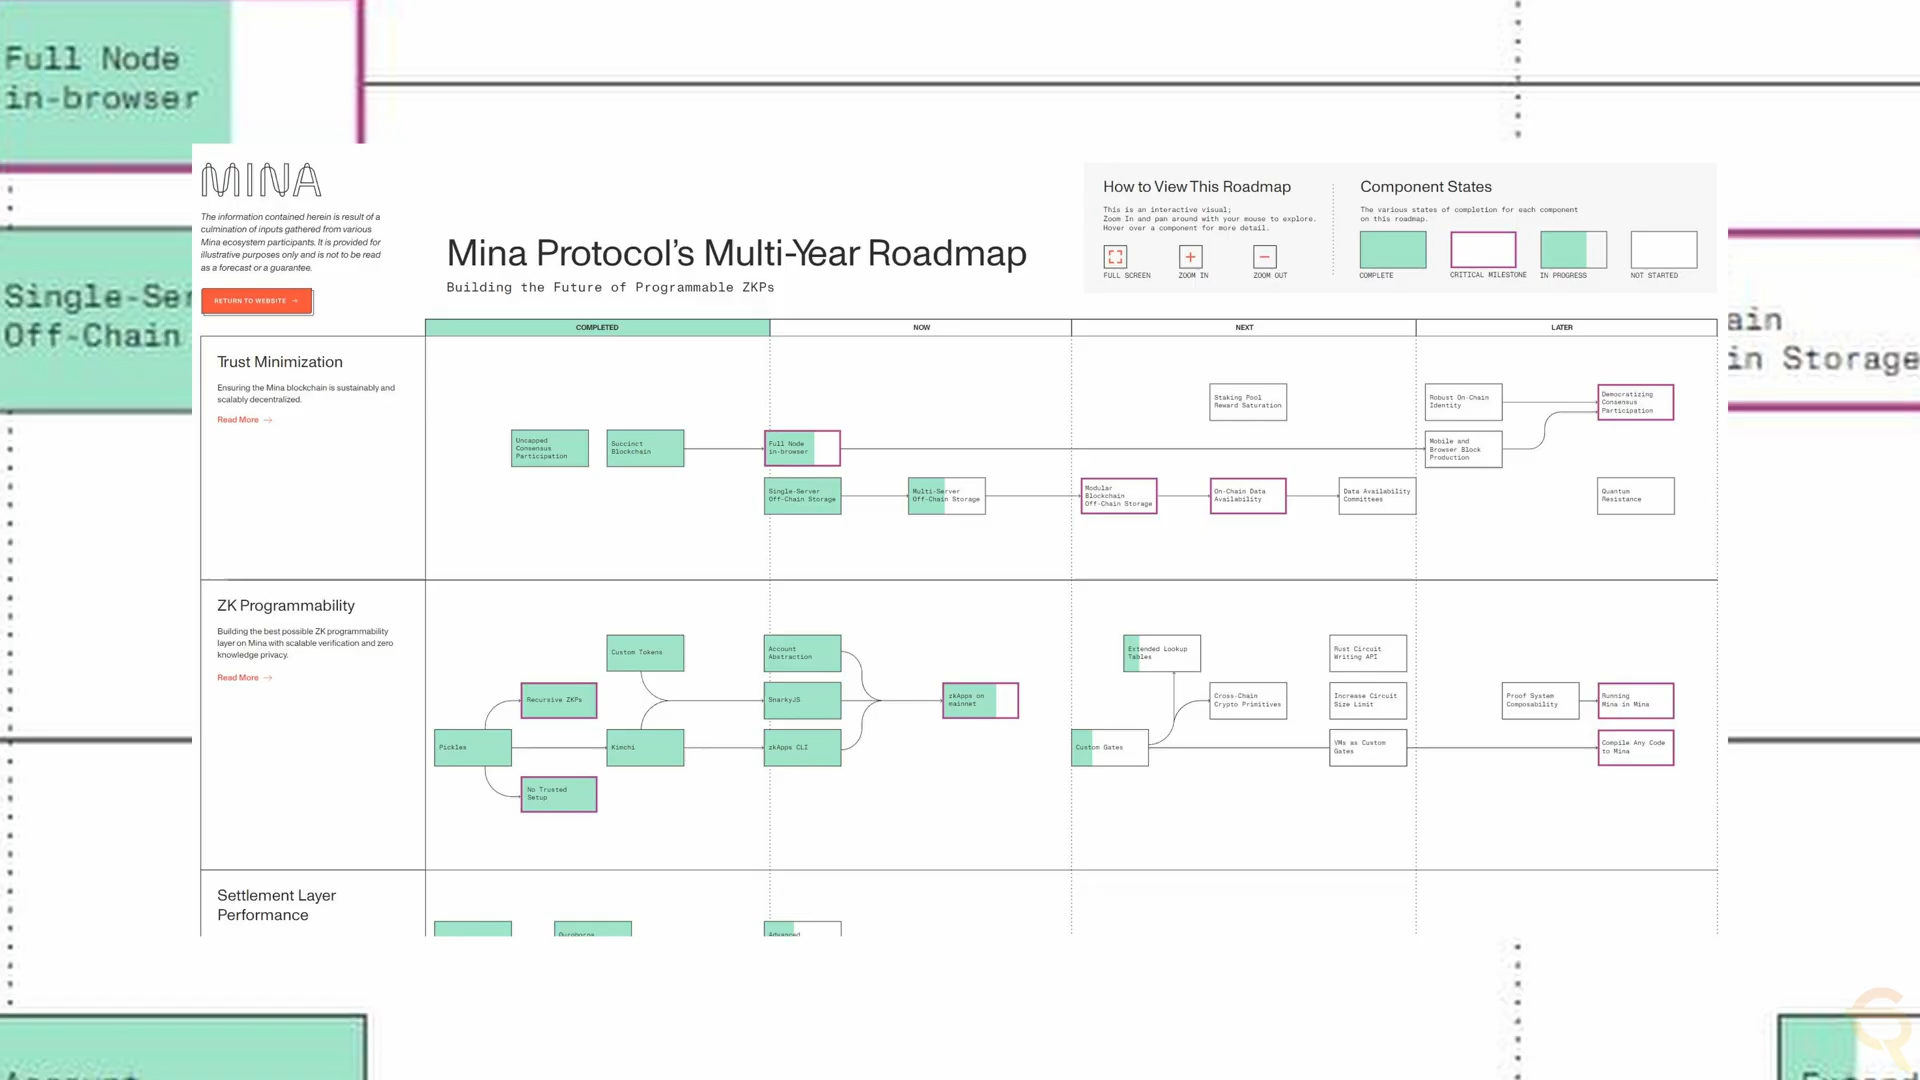 Full Node
in-browser
Single-Ser
Off-Chain
ain
in Storage
MINA
The information contained herein is result of a
culmination of inputs gathered from various
Mina ecosystem participants. It is provided for
illustrative purposes only and is not to be read
as a forecast or a guarantee.
RETURN TO WEBSITE →
Mina Protocol’s Multi-Year Roadmap
Building the Future of Programmable ZKPs
How to View This Roadmap
This is an interactive visual;
Zoom In and pan around with your mouse to explore.
Hover over a component for more detail.
FULL SCREEN
ZOOM IN
ZOOM OUT
Component States
The various states of completion for each component
on this roadmap.
COMPLETE
CRITICAL MILESTONE
IN PROGRESS
NOT STARTED
COMPLETED
NOW
NEXT
LATER
Trust Minimization
Ensuring the Mina blockchain is sustainably and
scalably decentralized.
Read More →
Uncapped
Consensus
Participation
Succinct
Blockchain
Full Node
in-browser
Staking Pool
Reward Saturation
Robust On-Chain
Identity
Democratizing
Consensus
Participation
Mobile and
Browser Block
Production
Single-Server
Off-Chain Storage
Multi-Server
Off-Chain Storage
Modular
Blockchain
Off-Chain Storage
On-Chain Data
Availability
Data Availability
Committees
Quantum
Resistance
ZK Programmability
Building the best possible ZK programmability
layer on Mina with scalable verification and zero
knowledge privacy.
Read More →
Custom Tokens
Account
Abstraction
Extended Lookup
Tables
Rust Circuit
Writing API
Recursive ZKPs
SnarkyJS
zkApps on
mainnet
Cross-Chain
Crypto Primitives
Increase Circuit
Size Limit
Proof System
Composability
Running
Mina in Mina
Pickles
Kimchi
zkApps CLI
Custom Gates
VMs as Custom
Gates
Compile Any Code
to Mina
No Trusted
Setup
Settlement Layer
Performance
Ouroboros
Advanced